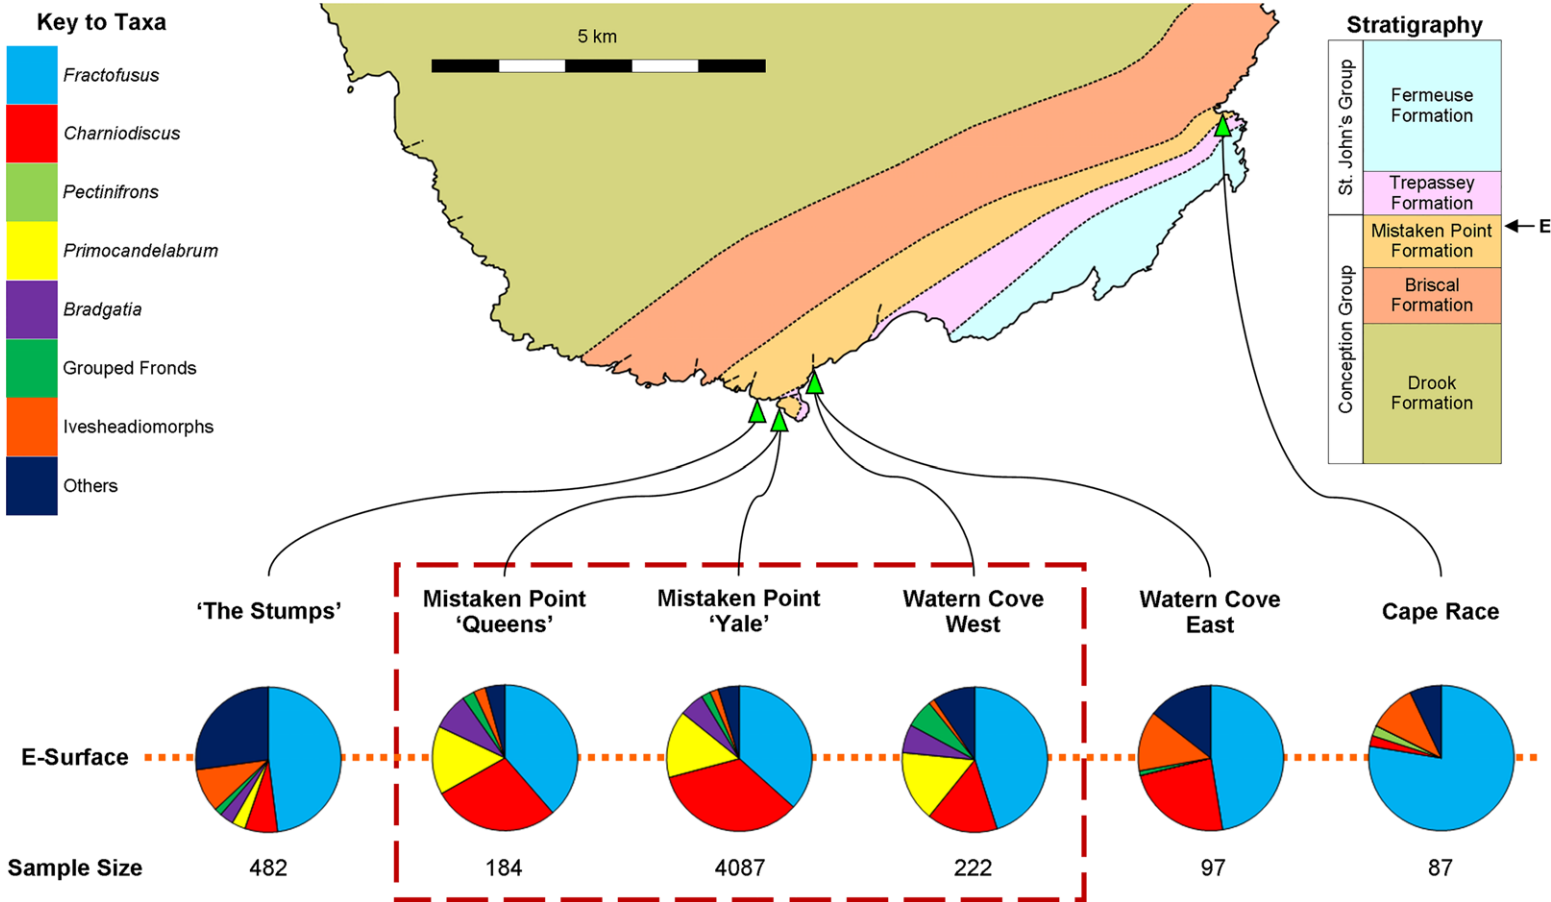 Key to Taxa
Fractofusus
Charniodiscus
Pectinifrons
Primocandelabrum
Bradgatia
Grouped Fronds
Ivesheadiomorphs
Others
5 km
Stratigraphy
St. John's Group
Conception Group
Fermeuse
Formation
Trepassey
Formation
Mistaken Point
Formation
E
Briscal
Formation
Drook
Formation
‘The Stumps’
Mistaken Point
‘Queens’
Mistaken Point
‘Yale’
Watern Cove
West
Watern Cove
East
Cape Race
E-Surface
Sample Size 482 184 4087 222 97 87